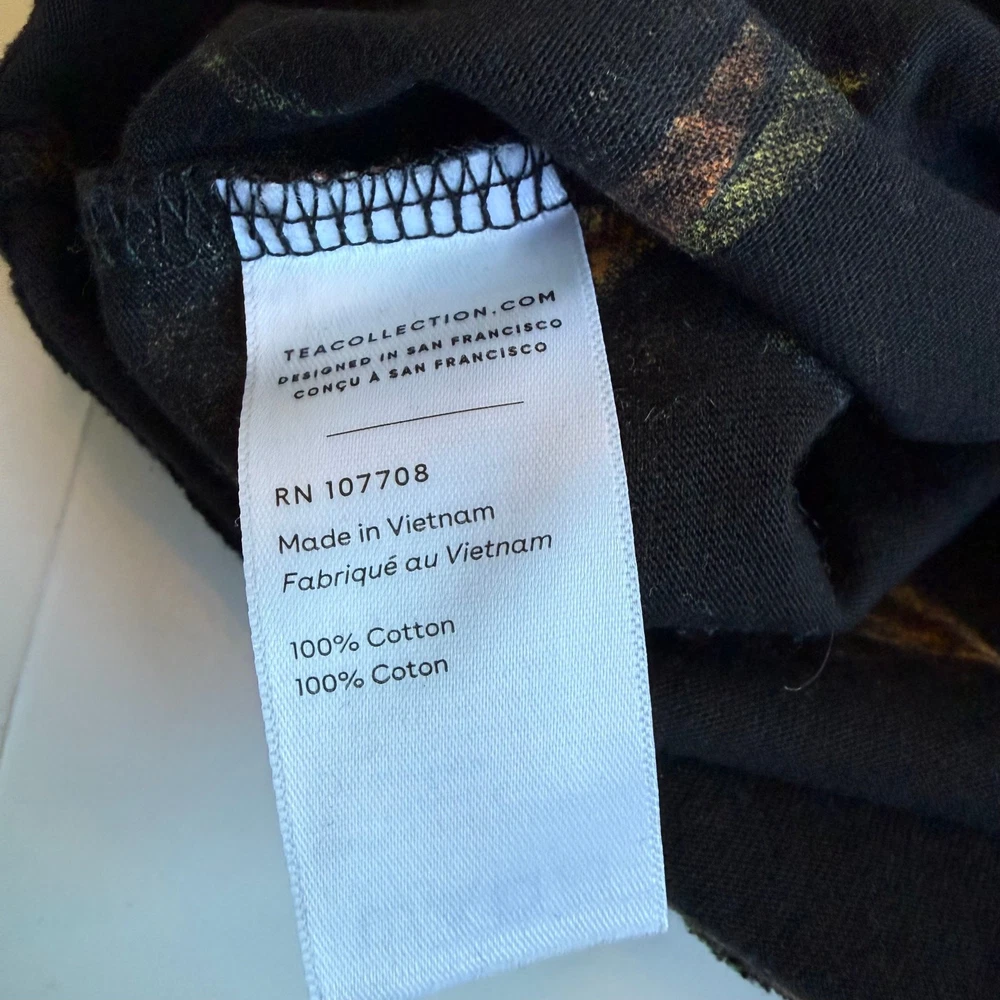 TEACOLLECTION.COM
DESIGNED IN SAN FRANCISCO
CONÇU À SAN FRANCISCO
RN 107708
Made in Vietnam
Fabriqué au Vietnam
100% Cotton
100% Coton